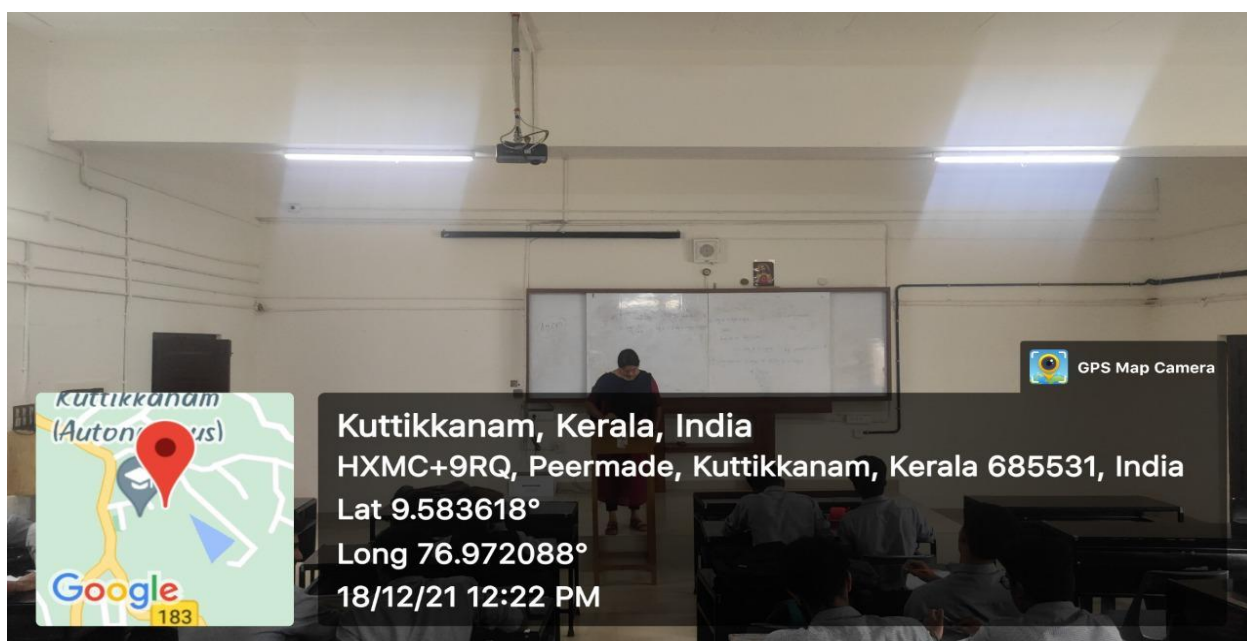 GPS Map Camera
Kuttikkanam
(Auton us)
Google
183
Kuttikkanam, Kerala, India
HXMC+9RQ, Peermade, Kuttikkanam, Kerala 685531, India
Lat 9.583618°
Long 76.972088°
18/12/21 12:22 PM